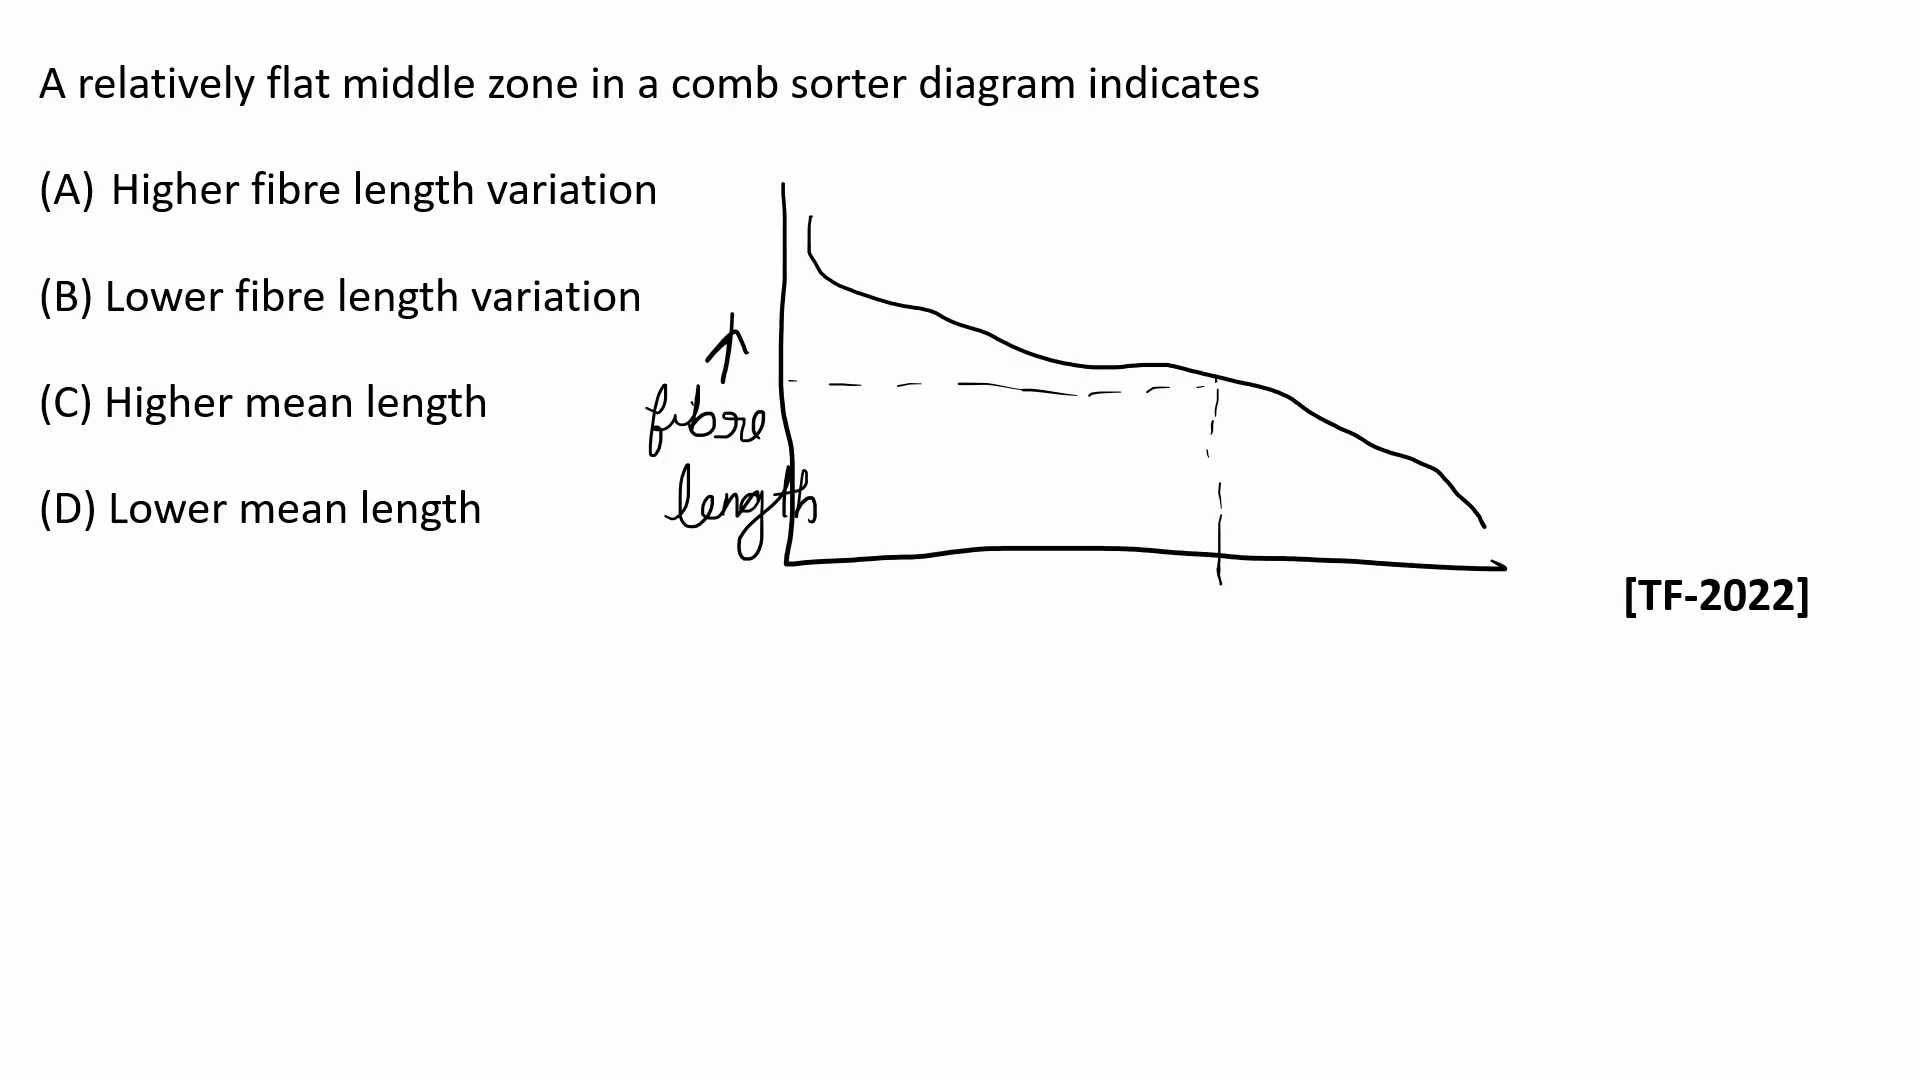 A relatively flat middle zone in a comb sorter diagram indicates
(A) Higher fibre length variation
(B) Lower fibre length variation
(C) Higher mean length
(D) Lower mean length
fibre
length
[TF-2022]